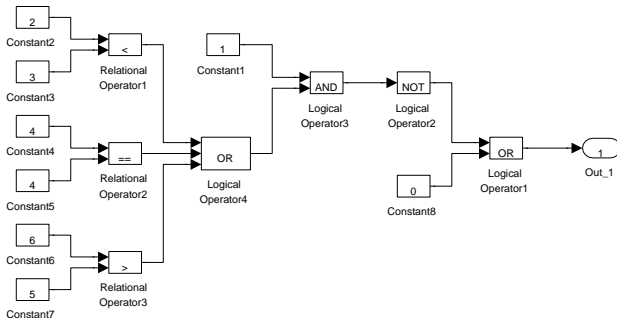 2
Constant2
3
Constant3
<
Relational
Operator1
4
Constant4
4
Constant5
==
Relational
Operator2
6
Constant6
5
Constant7
>
Relational
Operator3
OR
Logical
Operator4
1
Constant1
AND
Logical
Operator3
NOT
Logical
Operator2
0
Constant8
OR
Logical
Operator1
1
Out_1